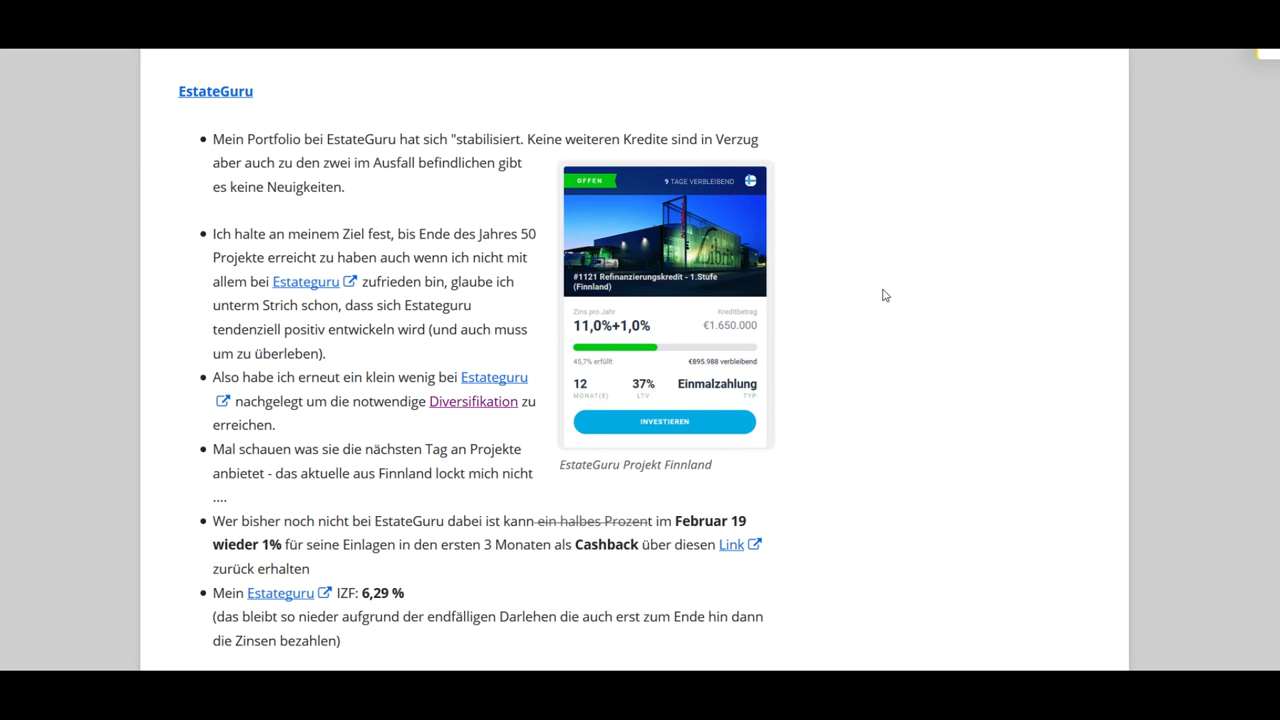 EstateGuru
Mein Portfolio bei EstateGuru hat sich "stabilisiert. Keine weiteren Kredite sind in Verzug
aber auch zu den zwei im Ausfall befindlichen gibt
es keine Neuigkeiten.
Ich halte an meinem Ziel fest, bis Ende des Jahres 50
Projekte erreicht zu haben auch wenn ich nicht mit
allem bei Estateguru zufrieden bin, glaube ich
unterm Strich schon, dass sich Estateguru
tendenziell positiv entwickeln wird (und auch muss
um zu überleben).
Also habe ich erneut ein klein wenig bei Estateguru
nachgelegt um die notwendige Diversifikation zu
erreichen.
Mal schauen was sie die nächsten Tag an Projekte
anbietet - das aktuelle aus Finnland lockt mich nicht
....
OFFEN
9 TAGE VERBLEIBEND
#1121 Refinanzierungskredit - 1.Stufe
(Finnland)
Zins pro Jahr Kreditbetrag
11,0%+1,0% €1.650.000
45,7% erfüllt €895.988 verbleibend
12 37% Einmalzahlung
MONAT(E) LTV TYP
INVESTIEREN
EstateGuru Projekt Finnland
Wer bisher noch nicht bei EstateGuru dabei ist kann ein halbes Prozent im Februar 19
wieder 1% für seine Einlagen in den ersten 3 Monaten als Cashback über diesen Link
zurück erhalten
Mein Estateguru IZF: 6,29 %
(das bleibt so nieder aufgrund der endfälligen Darlehen die auch erst zum Ende hin dann
die Zinsen bezahlen)